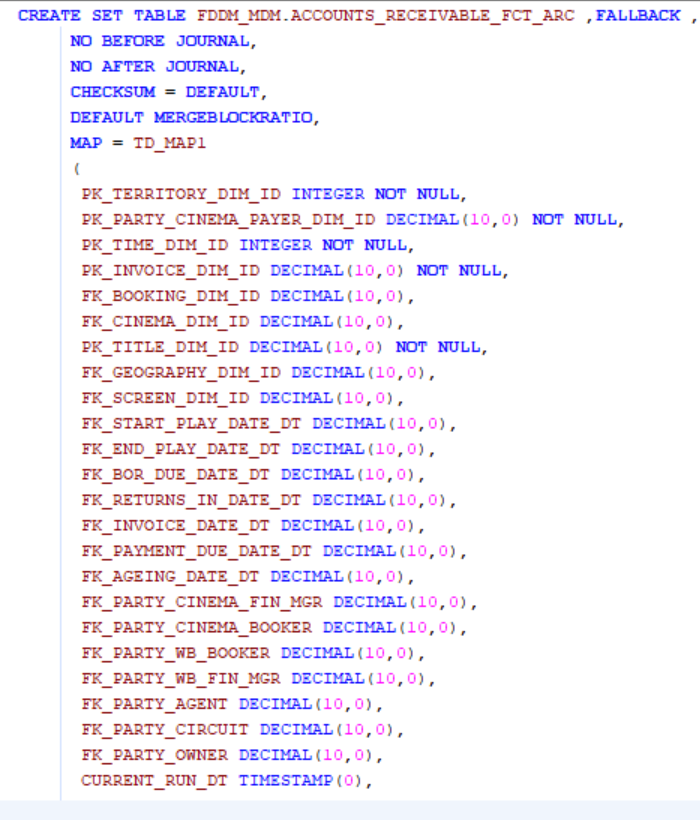 CREATE SET TABLE FDDM_MDM.ACCOUNTS_RECEIVABLE_FCT_ARC ,FALLBACK ,
NO BEFORE JOURNAL,
NO AFTER JOURNAL,
CHECKSUM = DEFAULT,
DEFAULT MERGEBLOCKRATIO,
MAP = TD_MAP1
(
PK_TERRITORY_DIM_ID INTEGER NOT NULL,
PK_PARTY_CINEMA_PAYER_DIM_ID DECIMAL(10,0) NOT NULL,
PK_TIME_DIM_ID INTEGER NOT NULL,
PK_INVOICE_DIM_ID DECIMAL(10,0) NOT NULL,
FK_BOOKING_DIM_ID DECIMAL(10,0),
FK_CINEMA_DIM_ID DECIMAL(10,0),
PK_TITLE_DIM_ID DECIMAL(10,0) NOT NULL,
FK_GEOGRAPHY_DIM_ID DECIMAL(10,0),
FK_SCREEN_DIM_ID DECIMAL(10,0),
FK_START_PLAY_DATE_DT DECIMAL(10,0),
FK_END_PLAY_DATE_DT DECIMAL(10,0),
FK_BOR_DUE_DATE_DT DECIMAL(10,0),
FK_RETURNS_IN_DATE_DT DECIMAL(10,0),
FK_INVOICE_DATE_DT DECIMAL(10,0),
FK_PAYMENT_DUE_DATE_DT DECIMAL(10,0),
FK_AGEING_DATE_DT DECIMAL(10,0),
FK_PARTY_CINEMA_FIN_MGR DECIMAL(10,0),
FK_PARTY_CINEMA_BOOKER DECIMAL(10,0),
FK_PARTY_WB_BOOKER DECIMAL(10,0),
FK_PARTY_WB_FIN_MGR DECIMAL(10,0),
FK_PARTY_AGENT DECIMAL(10,0),
FK_PARTY_CIRCUIT DECIMAL(10,0),
FK_PARTY_OWNER DECIMAL(10,0),
CURRENT_RUN_DT TIMESTAMP(0),